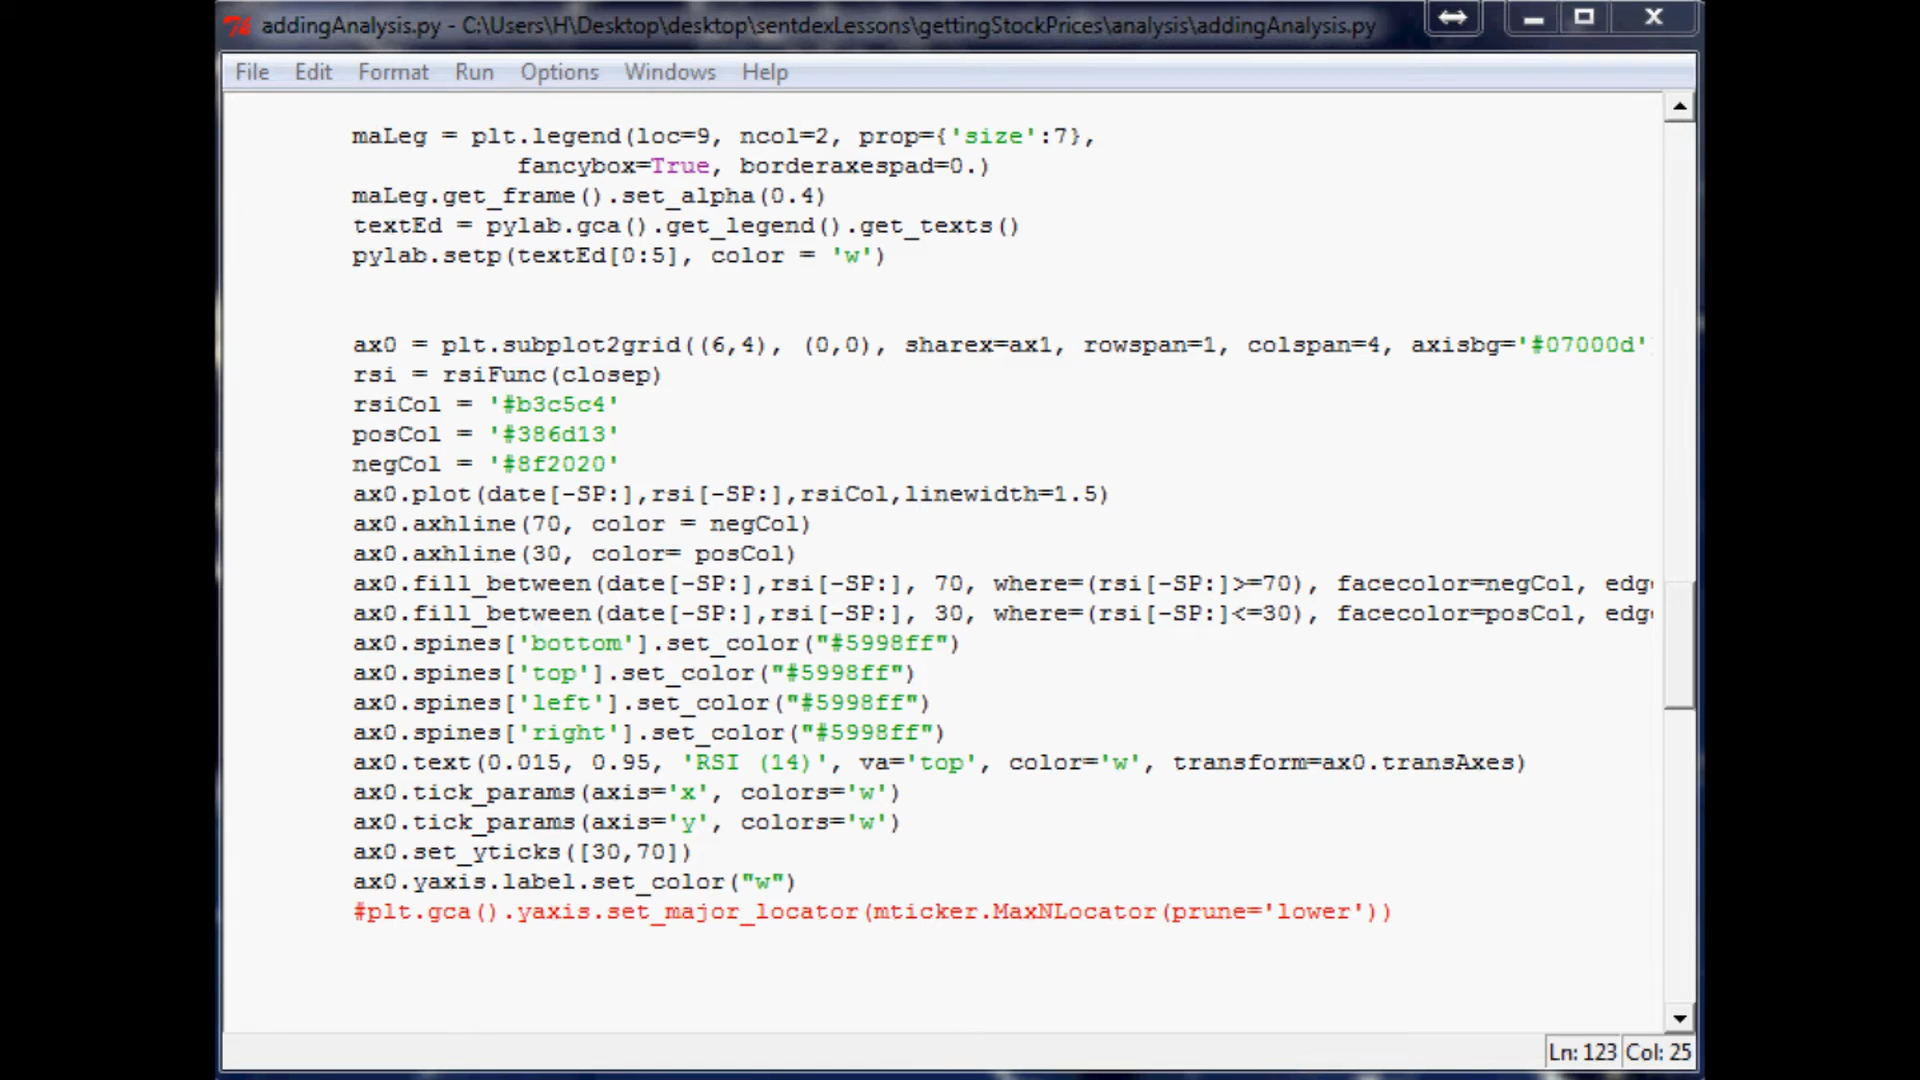 addingAnalysis.py - C:\Users\H\Desktop\desktop\sentdexLessons\gettingStockPrices\analysis\addingAnalysis.py
File Edit Format Run Options Windows Help
maLeg = plt.legend(loc=9, ncol=2, prop={'size':7},
fancybox=True, borderaxespad=0.)
maLeg.get_frame().set_alpha(0.4)
textEd = pylab.gca().get_legend().get_texts()
pylab.setp(textEd[0:5], color = 'w')
ax0 = plt.subplot2grid((6,4), (0,0), sharex=ax1, rowspan=1, colspan=4, axisbg='#07000d'
rsi = rsiFunc(closep)
rsiCol = '#b3c5c4'
posCol = '#386d13'
negCol = '#8f2020'
ax0.plot(date[-SP:],rsi[-SP:],rsiCol,linewidth=1.5)
ax0.axhline(70, color = negCol)
ax0.axhline(30, color= posCol)
ax0.fill_between(date[-SP:],rsi[-SP:], 70, where=(rsi[-SP:]>=70), facecolor=negCol, edg
ax0.fill_between(date[-SP:],rsi[-SP:], 30, where=(rsi[-SP:]<=30), facecolor=posCol, edg
ax0.spines['bottom'].set_color("#5998ff")
ax0.spines['top'].set_color("#5998ff")
ax0.spines['left'].set_color("#5998ff")
ax0.spines['right'].set_color("#5998ff")
ax0.text(0.015, 0.95, 'RSI (14)', va='top', color='w', transform=ax0.transAxes)
ax0.tick_params(axis='x', colors='w')
ax0.tick_params(axis='y', colors='w')
ax0.set_yticks([30,70])
ax0.yaxis.label.set_color("w")
#plt.gca().yaxis.set_major_locator(mticker.MaxNLocator(prune='lower'))
Ln: 123 Col: 25